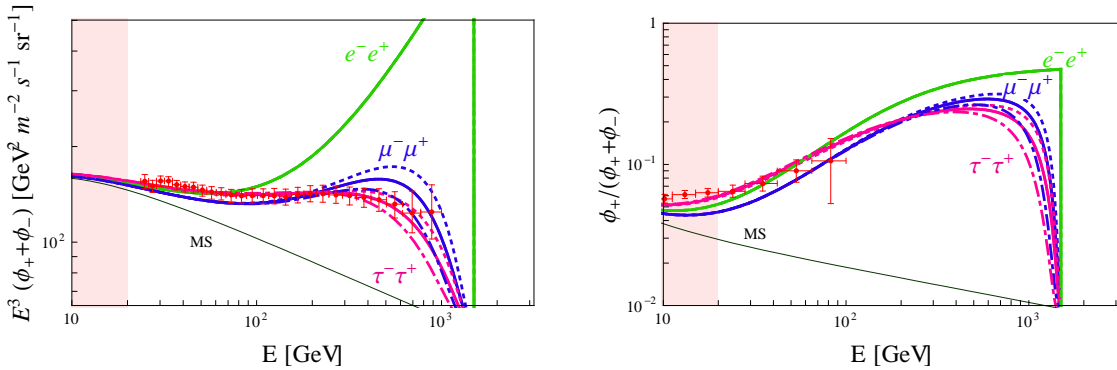 E³ (ϕ₊+ϕ₋) [GeV² m⁻² s⁻¹ sr⁻¹]
e⁻e⁺
μ⁻μ⁺
MS
τ⁻τ⁺
10²
10 10² 10³
E [GeV]
ϕ₊/(ϕ₊+ϕ₋)
1
e⁻e⁺
μ⁻μ⁺
10⁻¹
τ⁻τ⁺
MS
10⁻²
10 10² 10³
E [GeV]